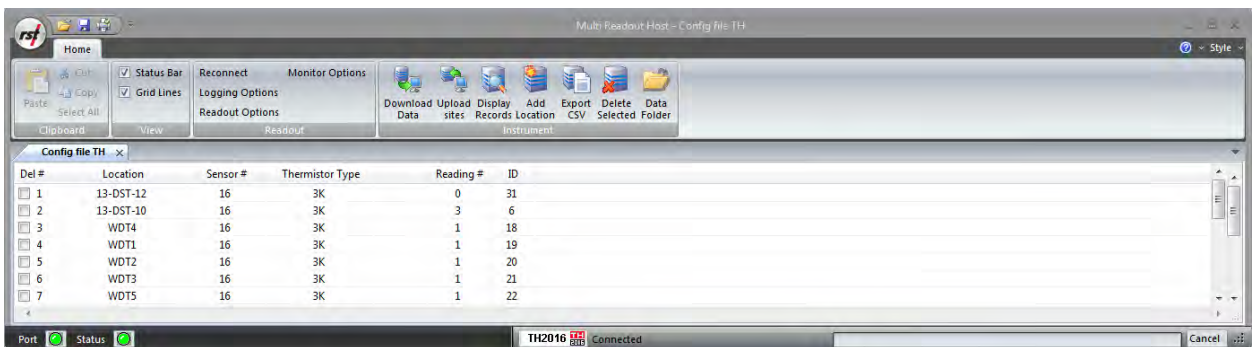 rst
Multi Readout Host - Config file TH
Home
Style
Paste
Cut
Copy
Select All
Clipboard
Status Bar
Grid Lines
View
Reconnect Monitor Options
Logging Options
Readout Options
Readout
Download Data
Upload sites
Display Records
Add Location
Export CSV
Delete Selected
Data Folder
Instrument
Config file TH
Del # Location Sensor # Thermistor Type Reading # ID
1 13-DST-12 16 3K 0 31
2 13-DST-10 16 3K 3 6
3 WDT4 16 3K 1 18
4 WDT1 16 3K 1 19
5 WDT2 16 3K 1 20
6 WDT3 16 3K 1 21
7 WDT5 16 3K 1 22
Port Status TH2016 TH 2016 Connected Cancel